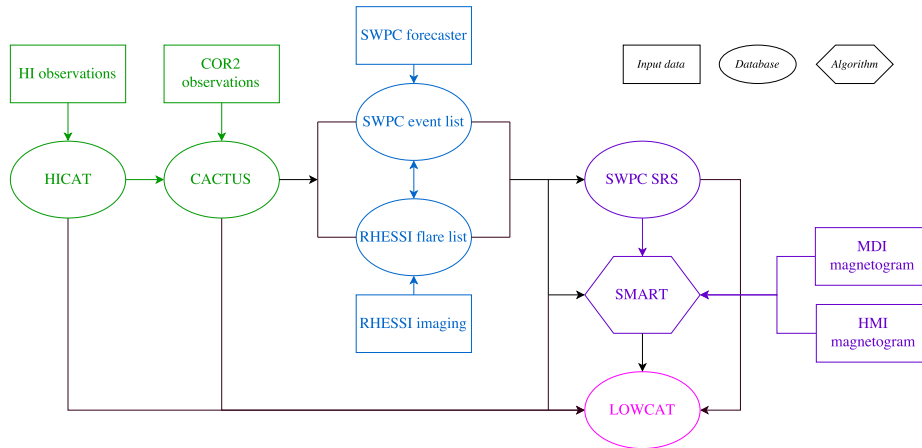 SWPC forecaster
HI observations
COR2
observations
Input data
Database
Algorithm
SWPC event list
HICAT
CACTUS
SWPC SRS
RHESSI flare list
MDI
magnetogram
SMART
RHESSI imaging
HMI
magnetogram
LOWCAT